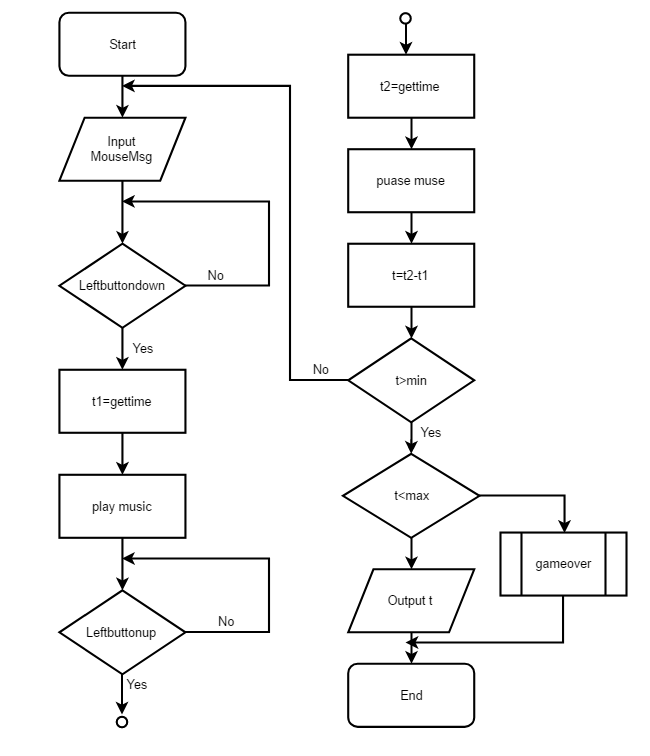 Start
Input
MouseMsg
Leftbuttondown
No
Yes
t1=gettime
play music
Leftbuttonup
No
Yes
t2=gettime
puase muse
t=t2-t1
t>min
No
Yes
t<max
gameover
Output t
End